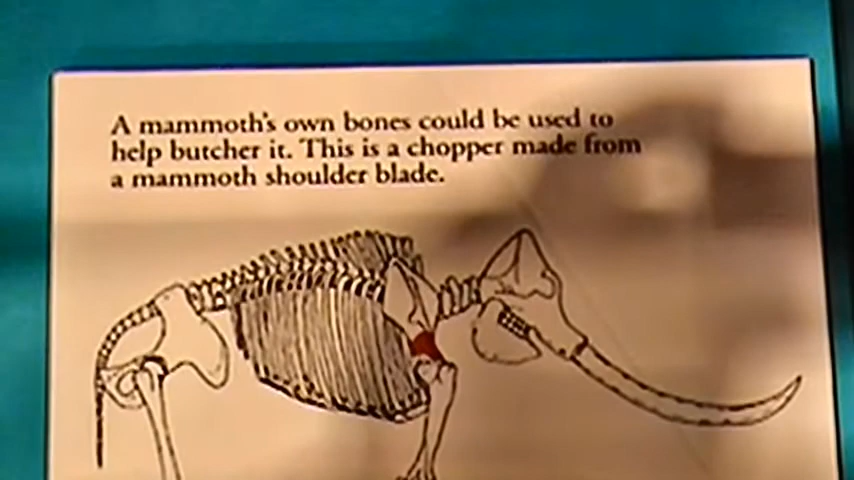 A mammoth's own bones could be used to
help butcher it. This is a chopper made from
a mammoth shoulder blade.